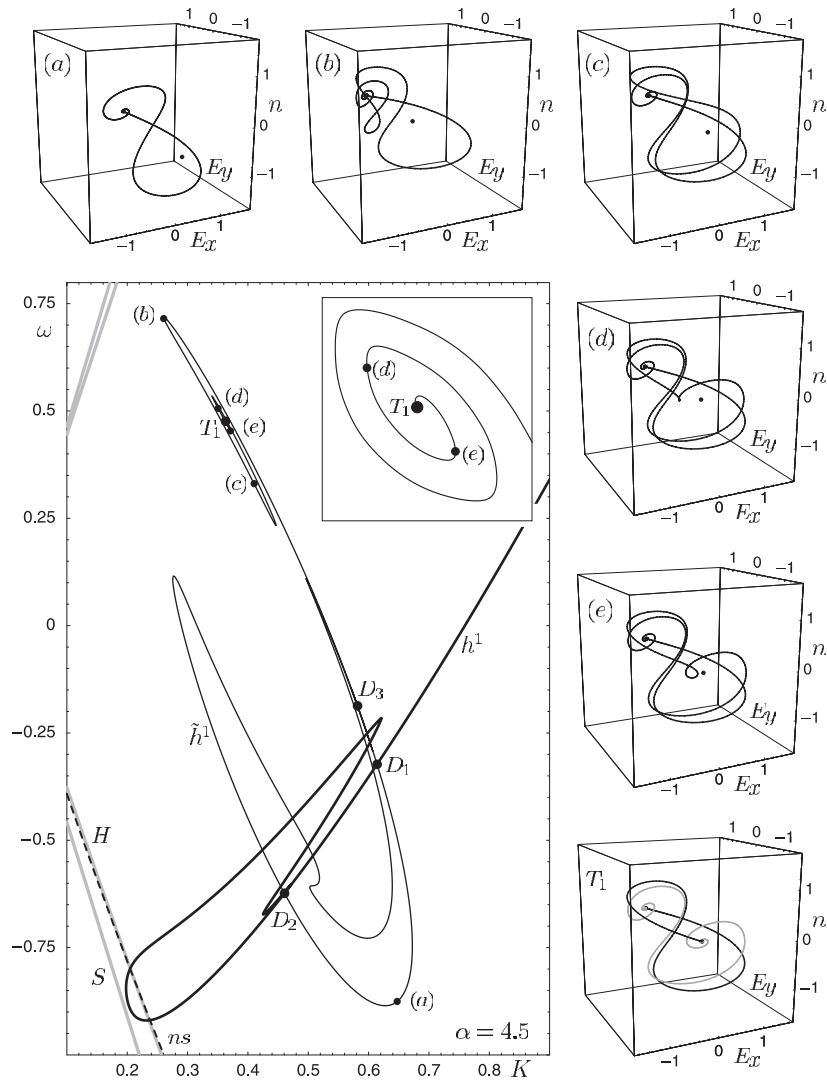 (a)
1 0 −1
1
n
0
−1
E_y
−1 0 1
E_x
(b)
1 0 −1
1
n
0
−1
E_y
−1 0 1
E_x
(c)
1 0 −1
1
n
0
−1
E_y
−1 0 1
E_x
0.75
ω
0.5
0.25
0
−0.25
−0.5
−0.75
(b)
(d)
T_1
(e)
(c)
(d)
T_1
(e)
h^1
D_3
\tilde{h}^1
D_1
H
D_2
S
(a)
ns
α = 4.5
0.2 0.3 0.4 0.5 0.6 0.7 0.8
K
(d)
1 0 −1
1
n
0
−1
E_y
−1 0 1
E_x
(e)
1 0 −1
1
n
0
−1
E_y
−1 0 1
E_x
T_1
1 0 −1
1
n
0
−1
E_y
−1 0 1
E_x